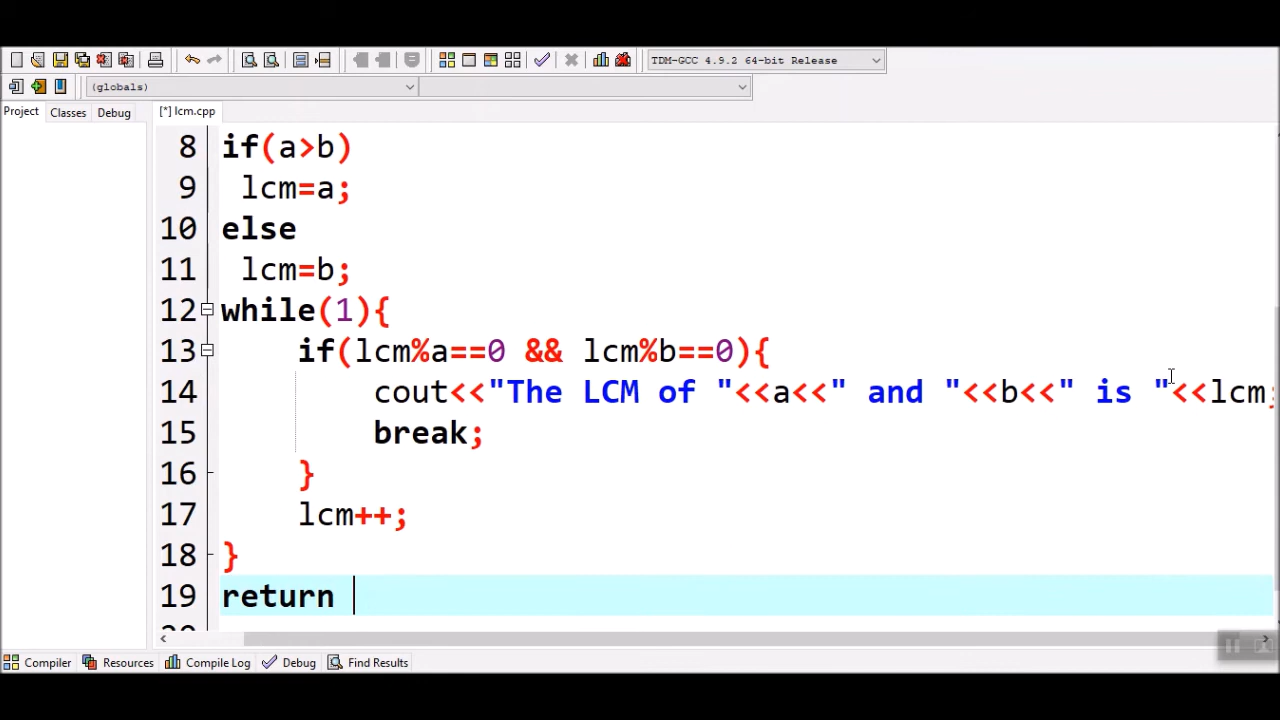 TDM-GCC 4.9.2 64-bit Release
(globals)
Project Classes Debug [*] lcm.cpp
8 if(a>b)
9 lcm=a;
10 else
11 lcm=b;
12 while(1){
13 if(lcm%a==0 && lcm%b==0){
14 cout<<"The LCM of "<<a<<" and "<<b<<" is "<<lcm;
15 break;
16 }
17 lcm++;
18 }
19 return
20
Compiler Resources Compile Log Debug Find Results